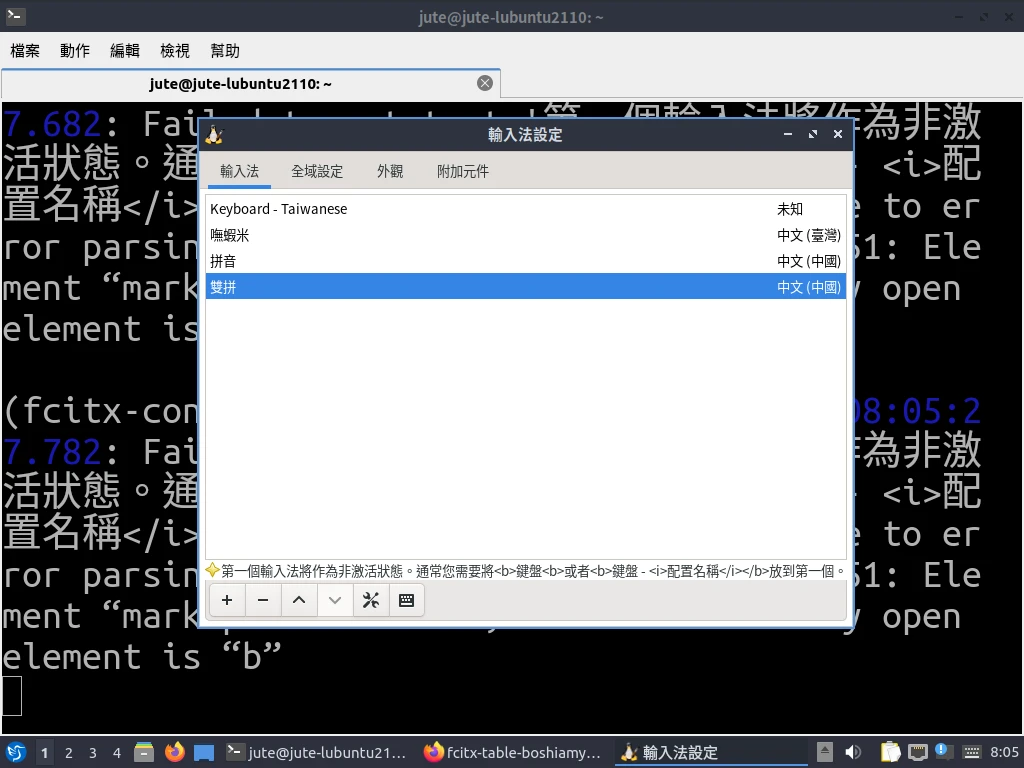 jute@jute-lubuntu2110: ~
檔案 動作 編輯 檢視 幫助
jute@jute-lubuntu2110: ~
7.682: Fai 個輸入法將作為非激
輸入法設定
活狀態。通 <i>配
輸入法 全域設定 外觀 附加元件
置名稱</i> e to er
Keyboard - Taiwanese 未知
嘸蝦米 中文 (臺灣)
ror parsin 51: Ele
拼音 中文 (中國)
ment “mark y open
雙拼 中文 (中國)
element is
(fcitx-con 08:05:2
7.782: Fai 作為非激
活狀態。通 <i>配
置名稱</i> e to er
ror parsin 51: Ele
第一個輸入法將作為非激活狀態。通常您需要將<b>鍵盤<b>或者<b>鍵盤 - <i>配置名稱</i></b>放到第一個。
ment “mark y open
element is “b”
1 2 3 4 jute@jute-lubuntu21... fcitx-table-boshiamy... 輸入法設定 8:05